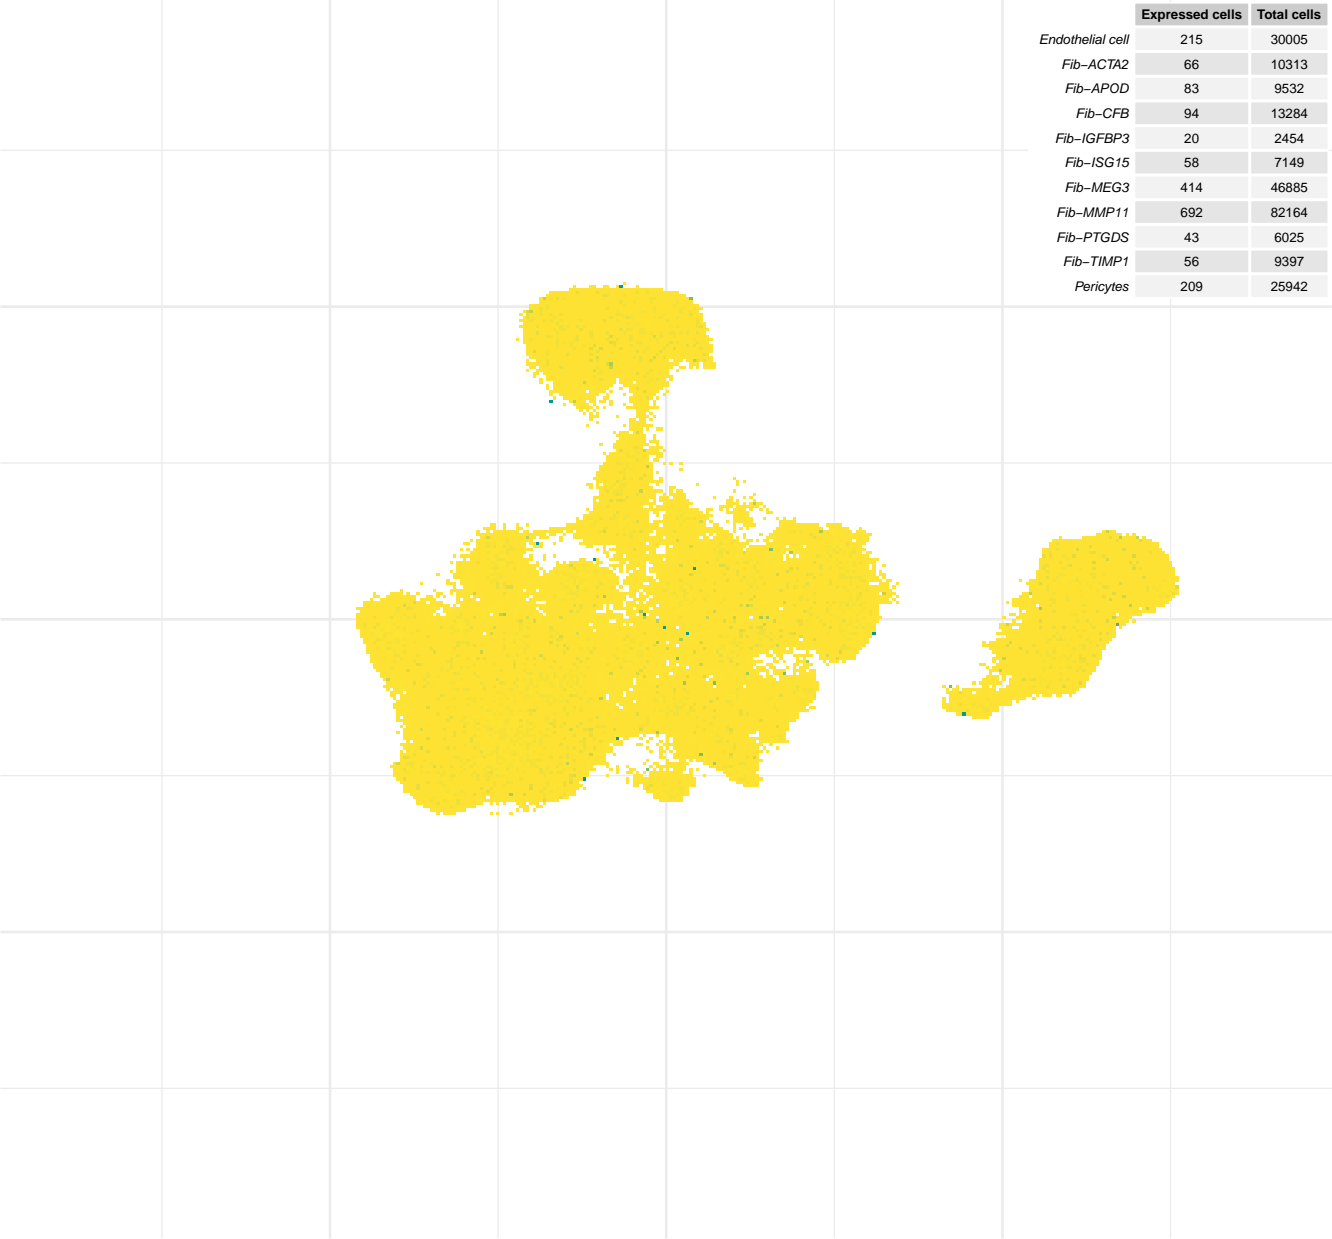 Expressed cells Total cells
Endothelial cell 215 30005
Fib−ACTA2 66 10313
Fib−APOD 83 9532
Fib−CFB 94 13284
Fib−IGFBP3 20 2454
Fib−ISG15 58 7149
Fib−MEG3 414 46885
Fib−MMP11 692 82164
Fib−PTGDS 43 6025
Fib−TIMP1 56 9397
Pericytes 209 25942